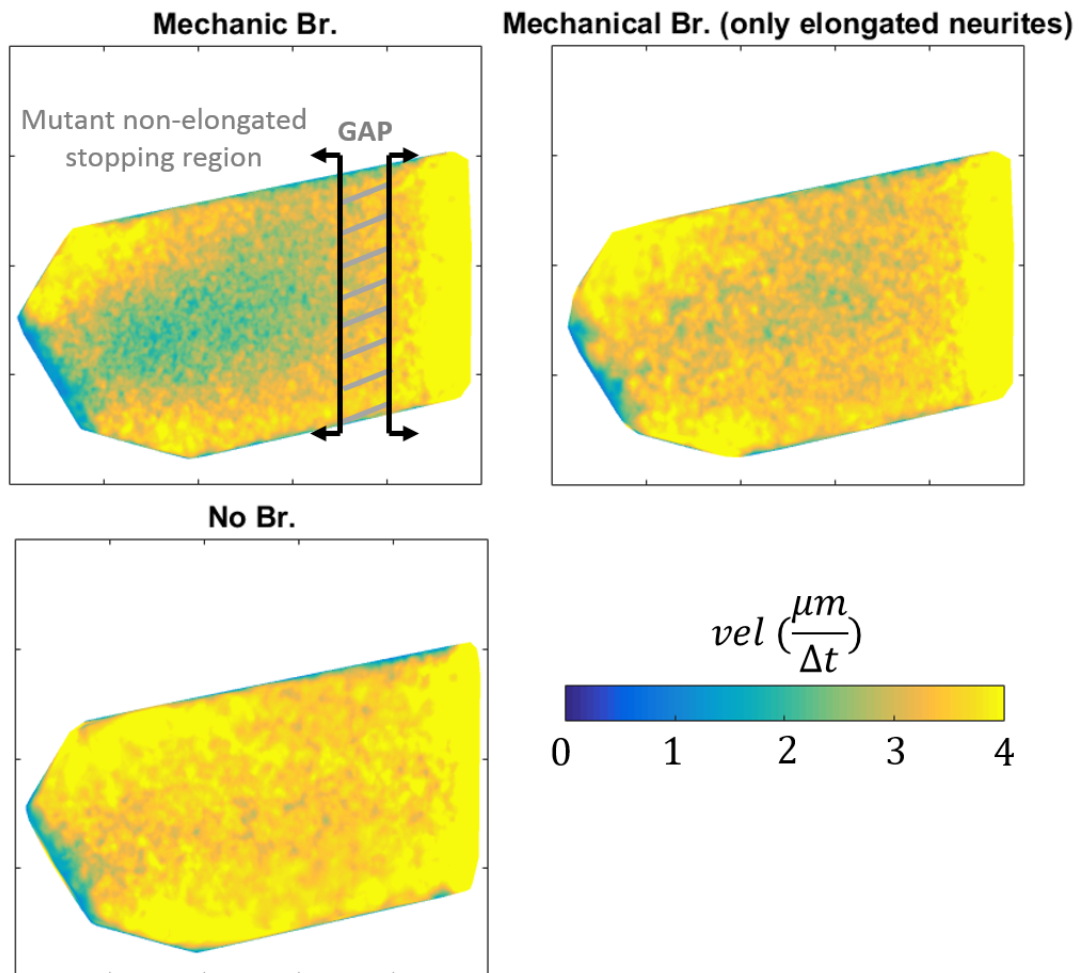 Mechanic Br.
Mechanical Br. (only elongated neurites)
Mutant non-elongated
stopping region
GAP
No Br.
vel (μm/Δt)
0 1 2 3 4